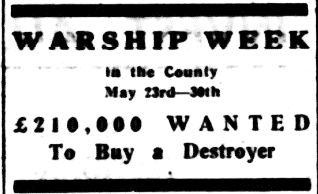 WARSHIP WEEK
in the County
May 23rd—30th
£210,000 WANTED
To Buy a Destroyer